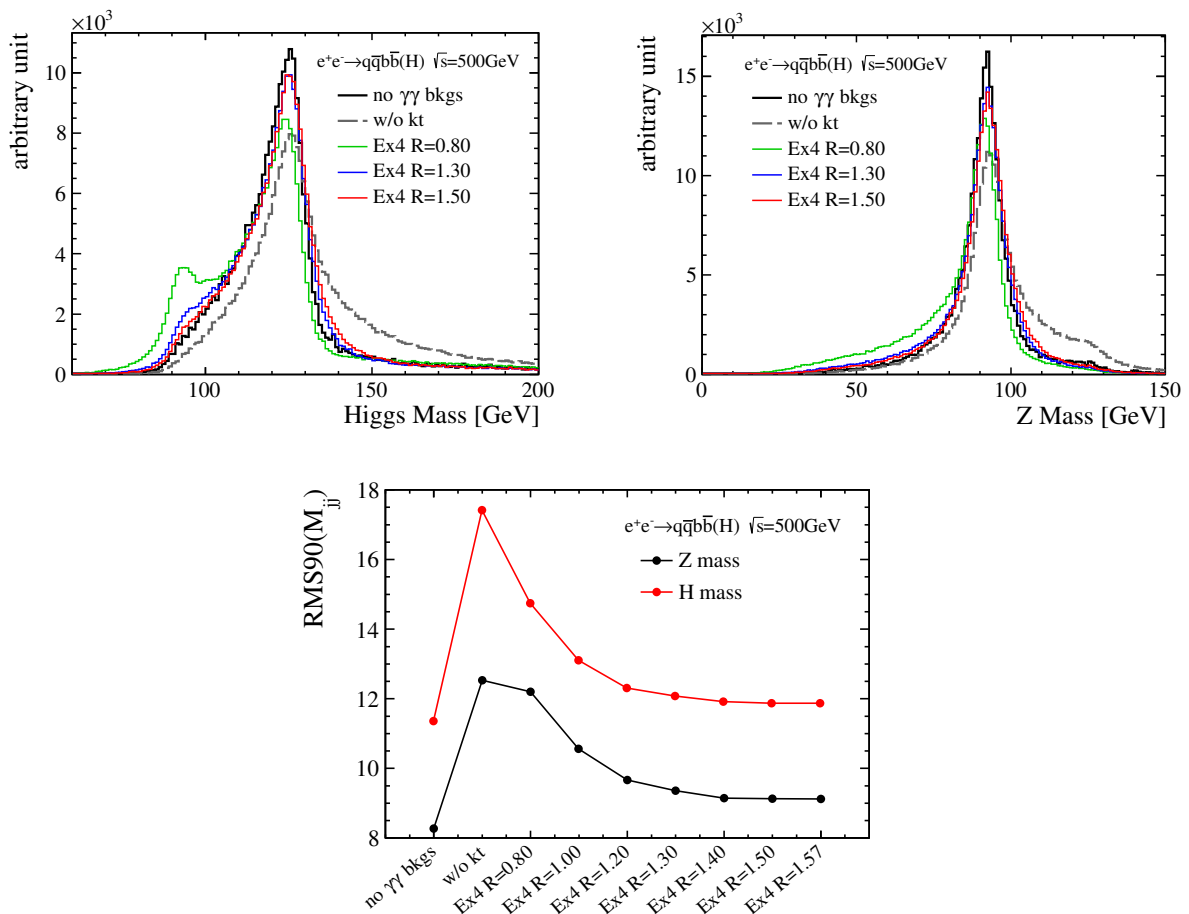 ×10³
arbitrary unit
10
8
6
4
2
0
e⁺e⁻→qq̅bb̅(H) √s=500GeV
no γγ bkgs
w/o kt
Ex4 R=0.80
Ex4 R=1.30
Ex4 R=1.50
100
150
200
Higgs Mass [GeV]
×10³
arbitrary unit
15
10
5
0
e⁺e⁻→qq̅bb̅(H) √s=500GeV
no γγ bkgs
w/o kt
Ex4 R=0.80
Ex4 R=1.30
Ex4 R=1.50
0
50
100
150
Z Mass [GeV]
RMS90(M_jj)
18
16
14
12
10
8
e⁺e⁻→qq̅bb̅(H) √s=500GeV
Z mass
H mass
no γγ bkgs
w/o kt
Ex4 R=0.80
Ex4 R=1.00
Ex4 R=1.20
Ex4 R=1.30
Ex4 R=1.40
Ex4 R=1.50
Ex4 R=1.57